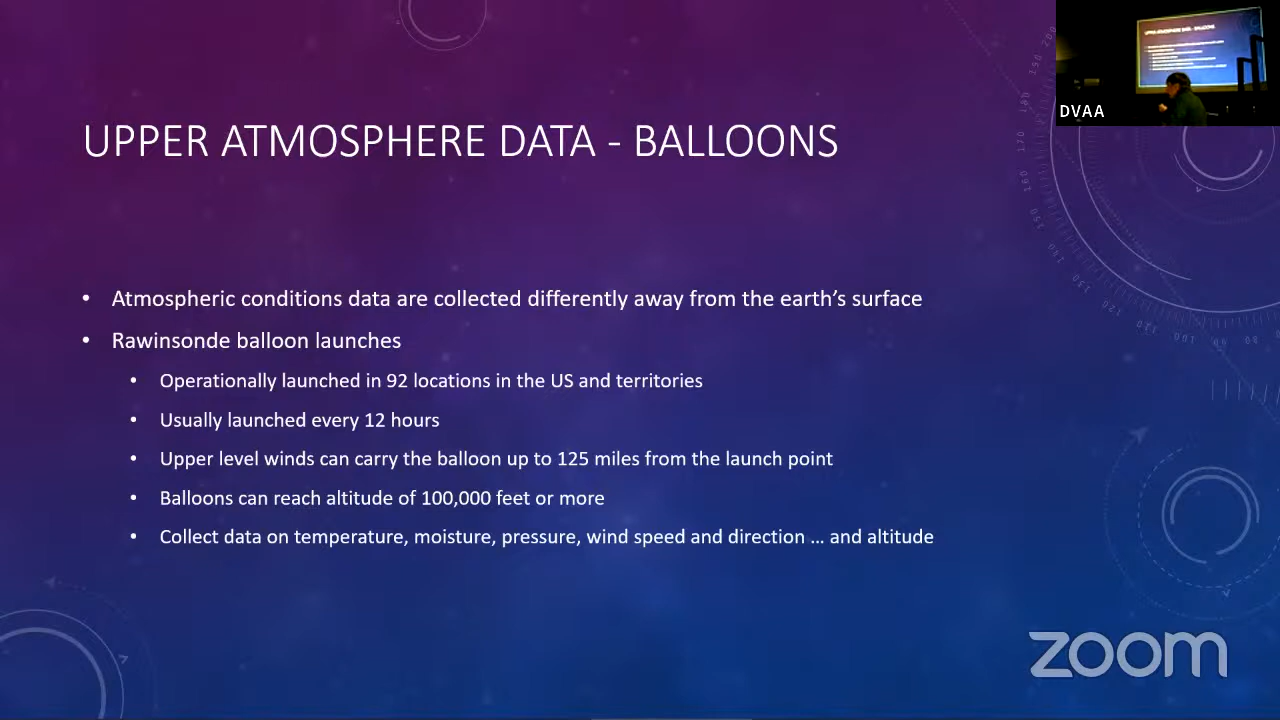 UPPER ATMOSPHERE DATA - BALLOONS
DVAA
• Atmospheric conditions data are collected differently away from the earth’s surface
• Rawinsonde balloon launches
• Operationally launched in 92 locations in the US and territories
• Usually launched every 12 hours
• Upper level winds can carry the balloon up to 125 miles from the launch point
• Balloons can reach altitude of 100,000 feet or more
• Collect data on temperature, moisture, pressure, wind speed and direction … and altitude
zoom